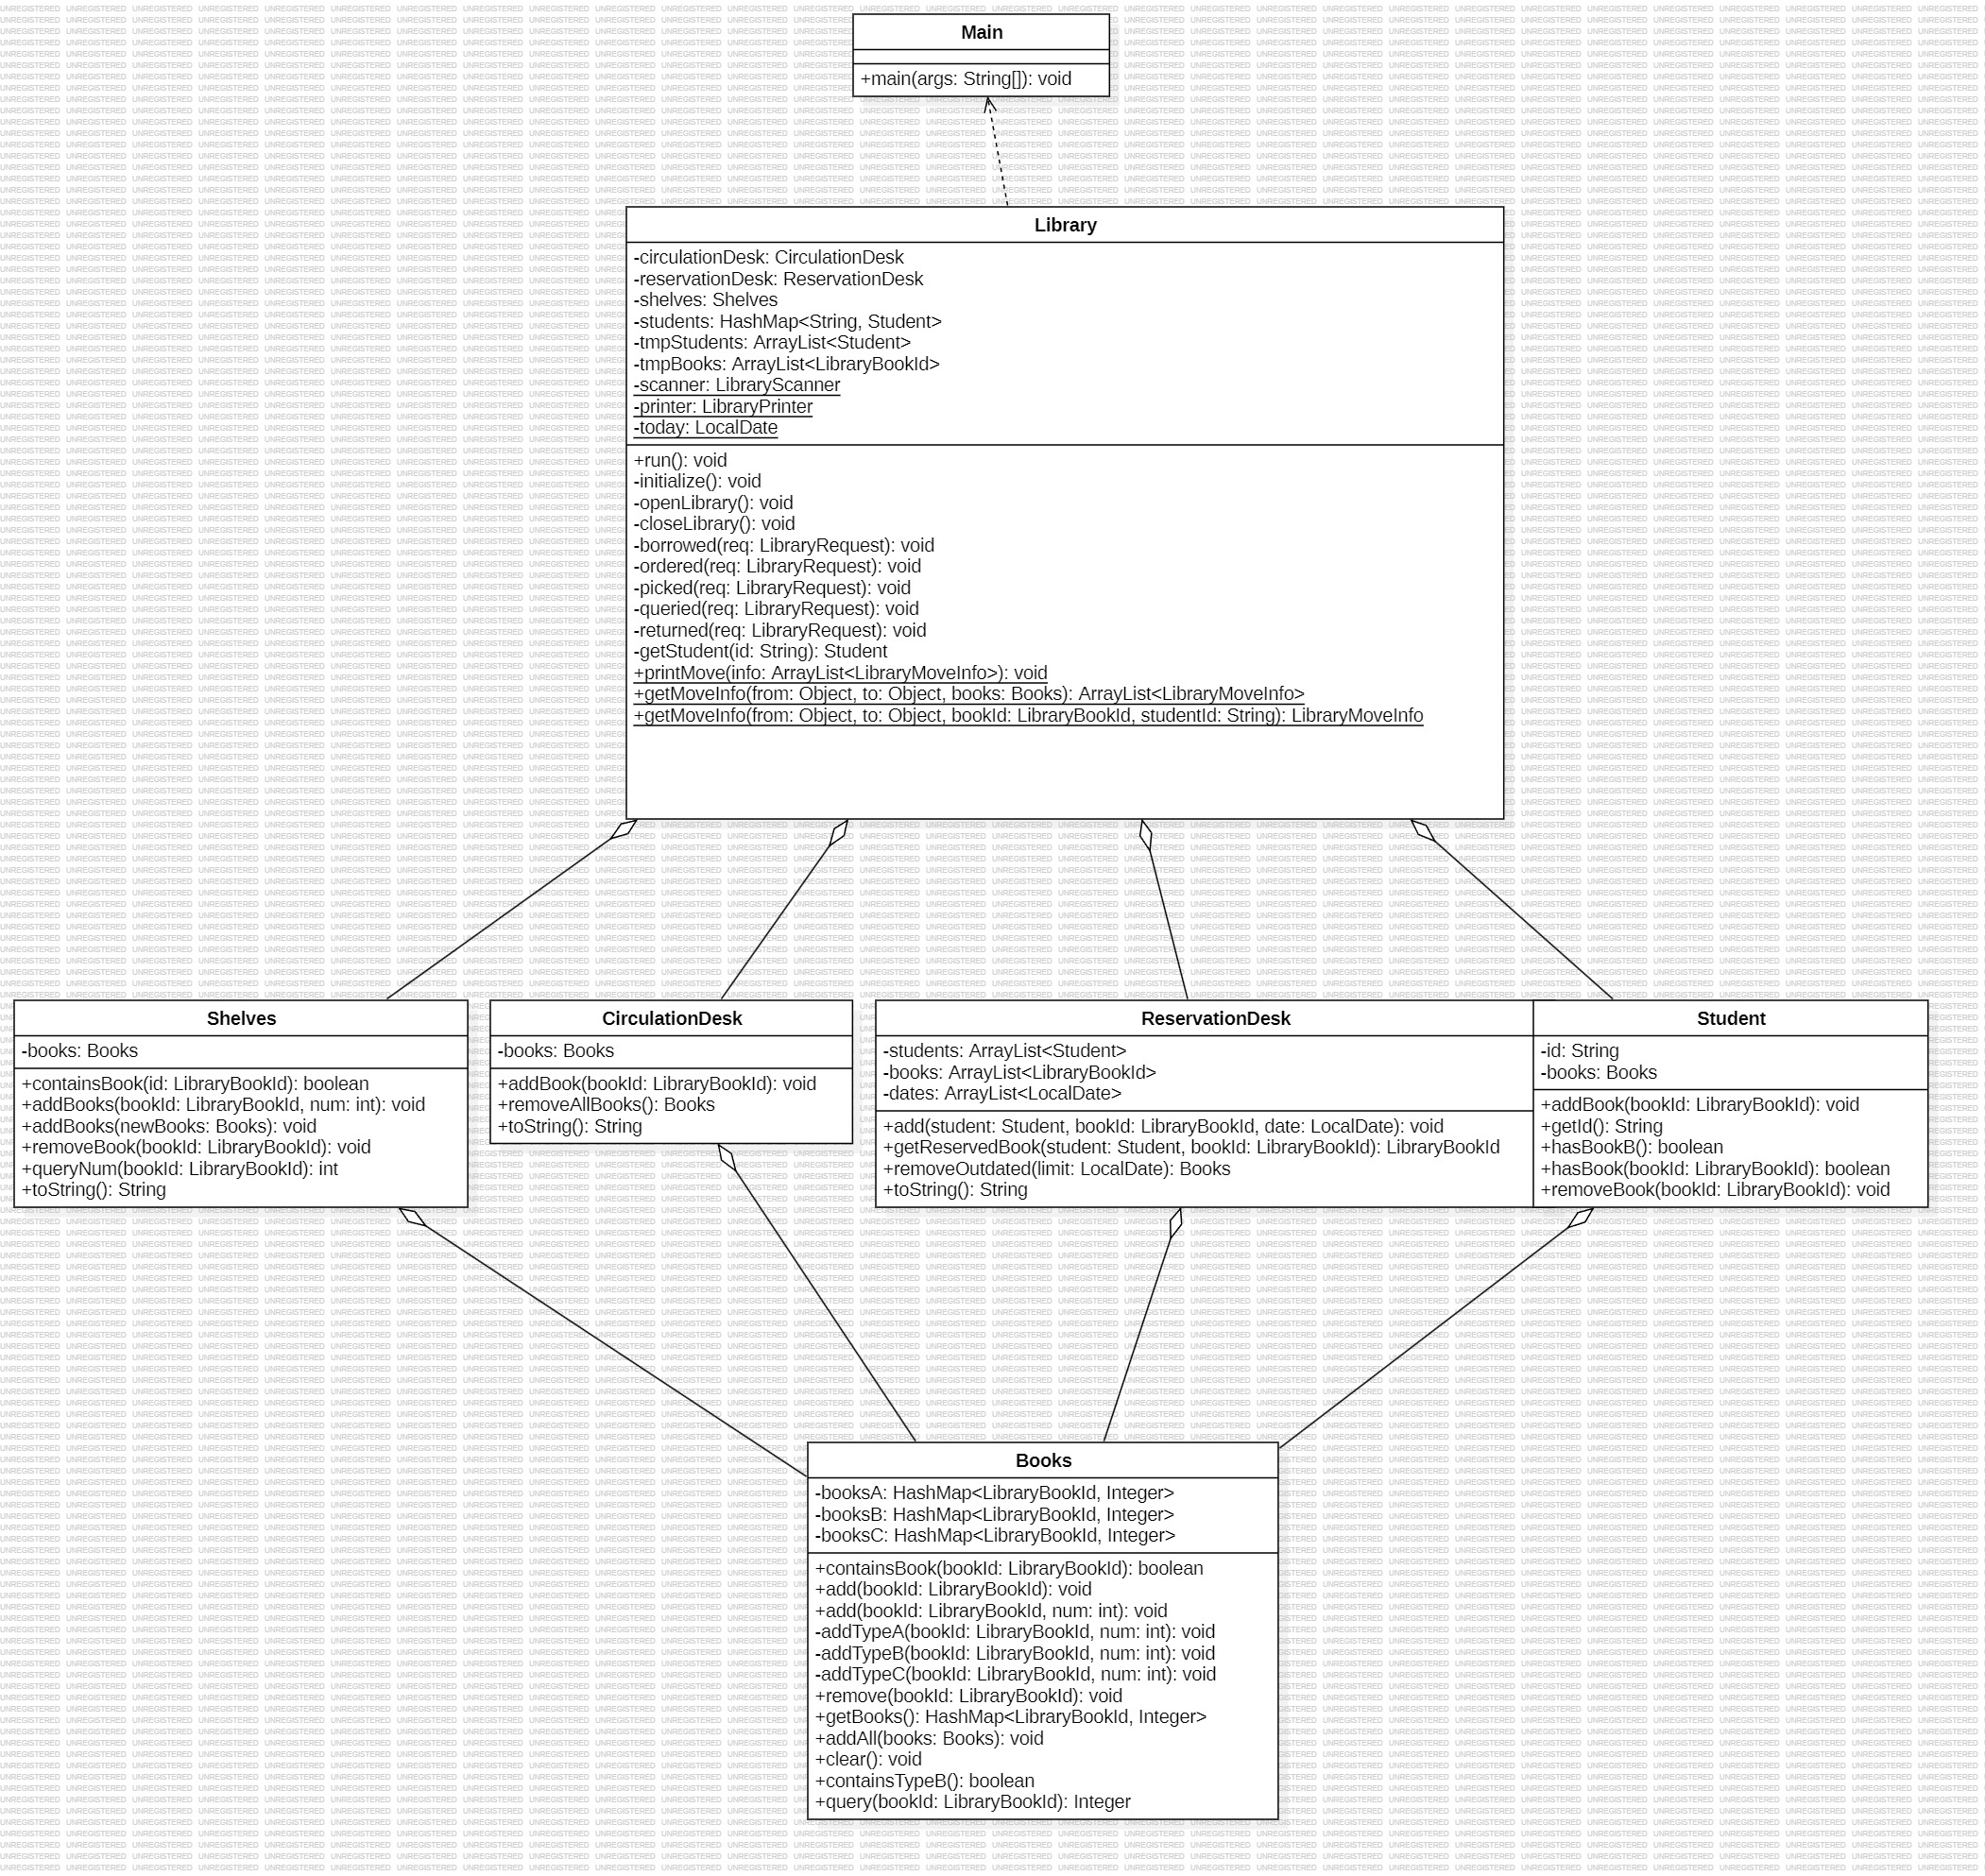 Main
+main(args: String[]): void
Library
-circulationDesk: CirculationDesk
-reservationDesk: ReservationDesk
-shelves: Shelves
-students: HashMap<String, Student>
-tmpStudents: ArrayList<Student>
-tmpBooks: ArrayList<LibraryBookId>
-scanner: LibraryScanner
-printer: LibraryPrinter
-today: LocalDate
+run(): void
-initialize(): void
-openLibrary(): void
-closeLibrary(): void
-borrowed(req: LibraryRequest): void
-ordered(req: LibraryRequest): void
-picked(req: LibraryRequest): void
-queried(req: LibraryRequest): void
-returned(req: LibraryRequest): void
-getStudent(id: String): Student
+printMove(info: ArrayList<LibraryMoveInfo>): void
+getMoveInfo(from: Object, to: Object, books: Books): ArrayList<LibraryMoveInfo>
+getMoveInfo(from: Object, to: Object, bookId: LibraryBookId, studentId: String): LibraryMoveInfo
Shelves
-books: Books
+containsBook(id: LibraryBookId): boolean
+addBooks(bookId: LibraryBookId, num: int): void
+addBooks(newBooks: Books): void
+removeBook(bookId: LibraryBookId): void
+queryNum(bookId: LibraryBookId): int
+toString(): String
CirculationDesk
-books: Books
+addBook(bookId: LibraryBookId): void
+removeAllBooks(): Books
+toString(): String
ReservationDesk
-students: ArrayList<Student>
-books: ArrayList<LibraryBookId>
-dates: ArrayList<LocalDate>
+add(student: Student, bookId: LibraryBookId, date: LocalDate): void
+getReservedBook(student: Student, bookId: LibraryBookId): LibraryBookId
+removeOutdated(limit: LocalDate): Books
+toString(): String
Student
-id: String
-books: Books
+addBook(bookId: LibraryBookId): void
+getId(): String
+hasBookB(): boolean
+hasBook(bookId: LibraryBookId): boolean
+removeBook(bookId: LibraryBookId): void
Books
-booksA: HashMap<LibraryBookId, Integer>
-booksB: HashMap<LibraryBookId, Integer>
-booksC: HashMap<LibraryBookId, Integer>
+containsBook(bookId: LibraryBookId): boolean
+add(bookId: LibraryBookId): void
+add(bookId: LibraryBookId, num: int): void
-addTypeA(bookId: LibraryBookId, num: int): void
-addTypeB(bookId: LibraryBookId, num: int): void
-addTypeC(bookId: LibraryBookId, num: int): void
+remove(bookId: LibraryBookId): void
+getBooks(): HashMap<LibraryBookId, Integer>
+addAll(books: Books): void
+clear(): void
+containsTypeB(): boolean
+query(bookId: LibraryBookId): Integer
UNREGISTERED